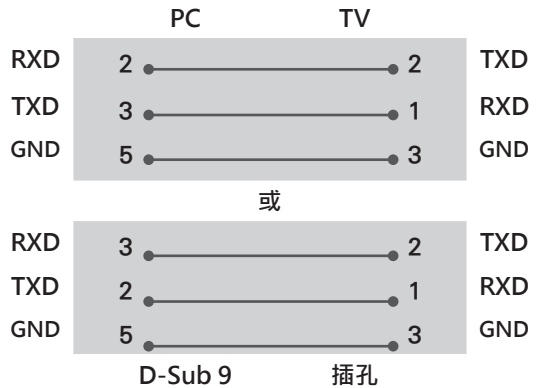 PC TV
RXD 2 2 TXD
TXD 3 1 RXD
GND 5 3 GND
或
RXD 3 2 TXD
TXD 2 1 RXD
GND 5 3 GND
D-Sub 9 插孔